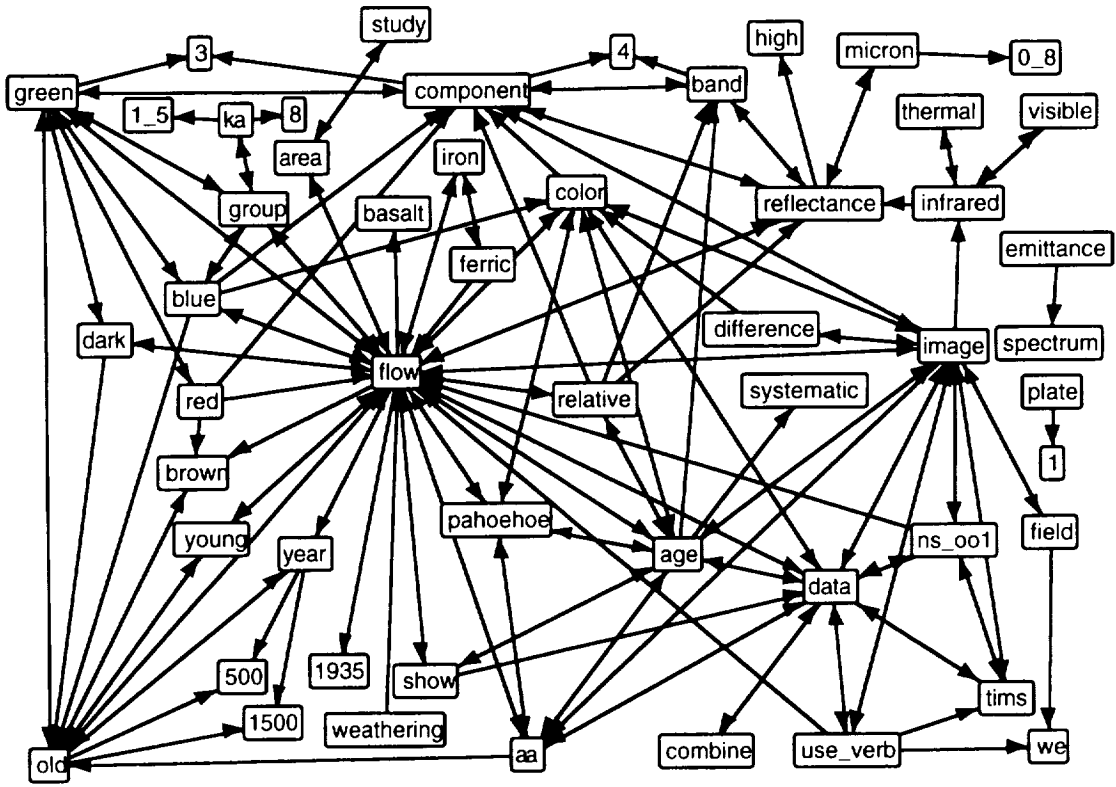 study
3
4
high
micron
0_8
green
component
band
1_5
ka
8
thermal
visible
area
iron
group
basalt
color
reflectance
infrared
emittance
ferric
blue
dark
difference
image
spectrum
flow
red
relative
systematic
plate
brown
1
pahoehoe
young
year
age
ns_oo1
field
data
500
1935
show
tims
1500
weathering
old
aa
combine
use_verb
we